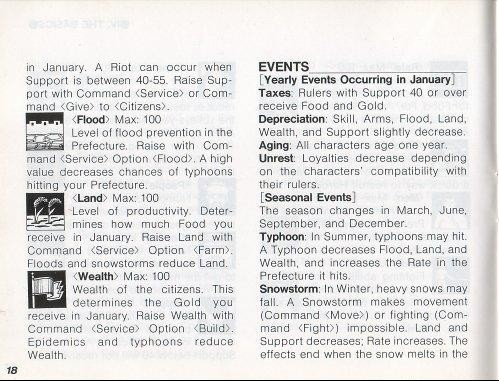 in January. A Riot can occur when
Support is between 40-55. Raise Sup-
port with Command <Service> or Com-
mand <Give> to <Citizens>.
<Flood> Max: 100
Level of flood prevention in the
Prefecture. Raise with Com-
mand <Service> Option <Flood>. A high
value decreases chances of typhoons
hitting your Prefecture.
<Land> Max: 100
Level of productivity. Deter-
mines how much Food you
receive in January. Raise Land with
Command <Service> Option <Farm>.
Floods and snowstorms reduce Land.
<Wealth> Max: 100
Wealth of the citizens. This
determines the Gold you
receive in January. Raise Wealth with
Command <Service> Option <Build>.
Epidemics and typhoons reduce
Wealth.
18
EVENTS
[Yearly Events Occurring in January]
Taxes: Rulers with Support 40 or over
receive Food and Gold.
Depreciation: Skill, Arms, Flood, Land,
Wealth, and Support slightly decrease.
Aging: All characters age one year.
Unrest: Loyalties decrease depending
on the characters' compatibility with
their rulers.
[Seasonal Events]
The season changes in March, June,
September, and December.
Typhoon: In Summer, typhoons may hit.
A Typhoon decreases Flood, Land, and
Wealth, and increases the Rate in the
Prefecture it hits.
Snowstorm: In Winter, heavy snows may
fall. A Snowstorm makes movement
(Command <Move>) or fighting (Com-
mand <Fight>) impossible. Land and
Support decreases; Rate increases. The
effects end when the snow melts in the